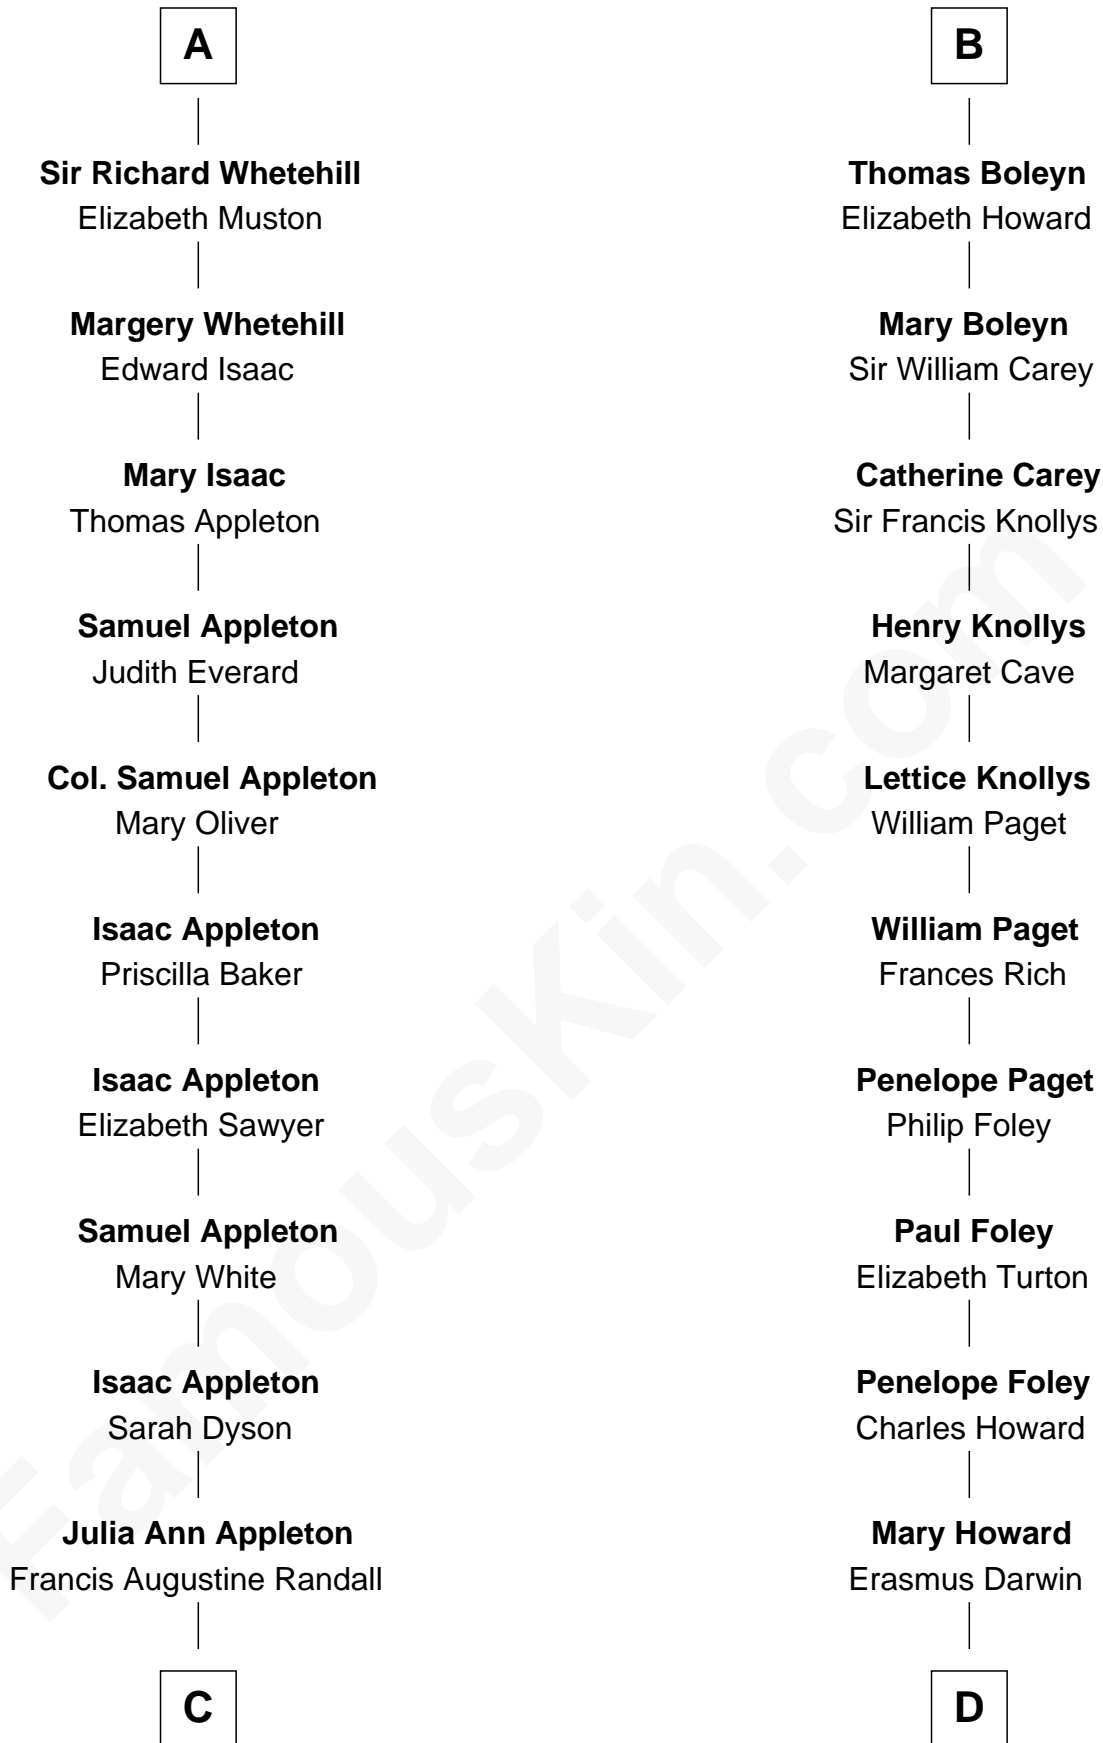 A
Sir Richard Whetehill
Elizabeth Muston
Margery Whetehill
Edward Isaac
Mary Isaac
Thomas Appleton
Samuel Appleton
Judith Everard
Col. Samuel Appleton
Mary Oliver
Isaac Appleton
Priscilla Baker
Isaac Appleton
Elizabeth Sawyer
Samuel Appleton
Mary White
Isaac Appleton
Sarah Dyson
Julia Ann Appleton
Francis Augustine Randall
C
B
Thomas Boleyn
Elizabeth Howard
Mary Boleyn
Sir William Carey
Catherine Carey
Sir Francis Knollys
Henry Knollys
Margaret Cave
Lettice Knollys
William Paget
William Paget
Frances Rich
Penelope Paget
Philip Foley
Paul Foley
Elizabeth Turton
Penelope Foley
Charles Howard
Mary Howard
Erasmus Darwin
D
FamousKin.com